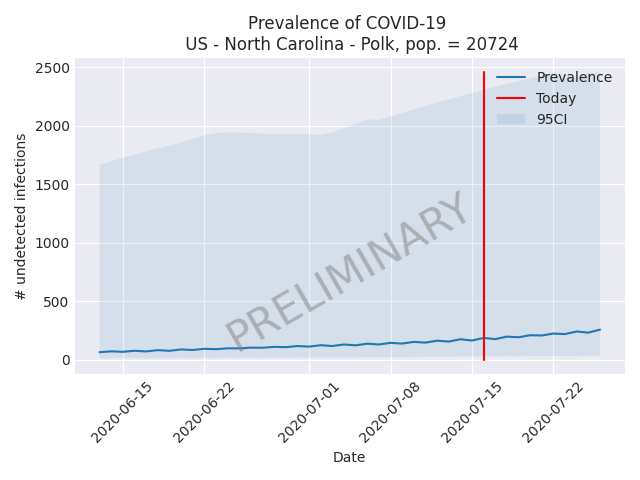 Prevalence of COVID-19
US - North Carolina - Polk, pop. = 20724
2500
2000
1500
1000
500
0
# undetected infections
Prevalence
Today
95CI
PRELIMINARY
2020-06-15
2020-06-22
2020-07-01
2020-07-08
2020-07-15
2020-07-22
Date